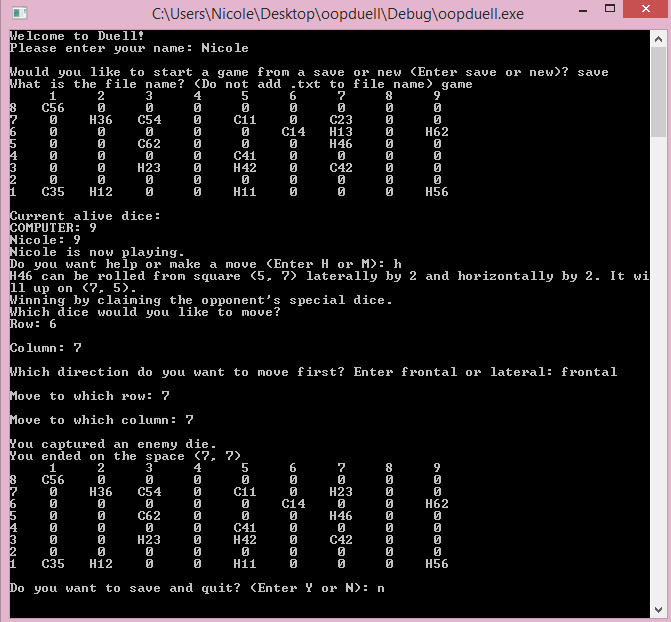 C:\Users\Nicole\Desktop\oopduell\Debug\oopduell.exe
Welcome to Duell!
Please enter your name: Nicole
Would you like to start a game from a save or new (Enter save or new)? save
What is the file name? (Do not add .txt to file name) game
1 2 3 4 5 6 7 8 9
8 C56 0 0 0 0 0 0 0 0
7 0 H36 C54 0 C11 0 C23 0 0
6 0 0 0 0 0 C14 H13 0 H62
5 0 0 C62 0 0 0 H46 0 0
4 0 0 0 0 C41 0 0 0 0
3 0 0 H23 0 H42 0 C42 0 0
2 0 0 0 0 0 0 0 0 0
1 C35 H12 0 0 H11 0 0 0 H56
Current alive dice:
COMPUTER: 9
Nicole: 9
Nicole is now playing.
Do you want help or make a move (Enter H or M): h
H46 can be rolled from square (5, 7) laterally by 2 and horizontally by 2. It wi
ll up on (7, 5).
Winning by claiming the opponent's special dice.
Which dice would you like to move?
Row: 6
Column: 7
Which direction do you want to move first? Enter frontal or lateral: frontal
Move to which row: 7
Move to which column: 7
You captured an enemy die.
You ended on the space (7, 7)
1 2 3 4 5 6 7 8 9
8 C56 0 0 0 0 0 0 0 0
7 0 H36 C54 0 C11 0 H23 0 0
6 0 0 0 0 0 C14 0 0 H62
5 0 0 C62 0 0 0 H46 0 0
4 0 0 0 0 C41 0 0 0 0
3 0 0 H23 0 H42 0 C42 0 0
2 0 0 0 0 0 0 0 0 0
1 C35 H12 0 0 H11 0 0 0 H56
Do you want to save and quit? (Enter Y or N): n